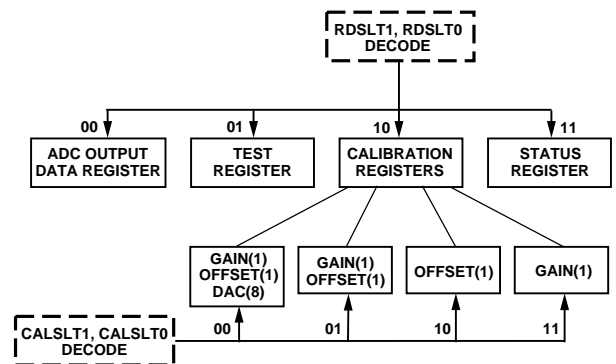 RDSLT1, RDSLT0
DECODE
00
01
10
11
ADC OUTPUT
DATA REGISTER
TEST
REGISTER
CALIBRATION
REGISTERS
STATUS
REGISTER
GAIN(1)
OFFSET(1)
DAC(8)
GAIN(1)
OFFSET(1)
OFFSET(1)
GAIN(1)
CALSLT1, CALSLT0
DECODE
00
01
10
11